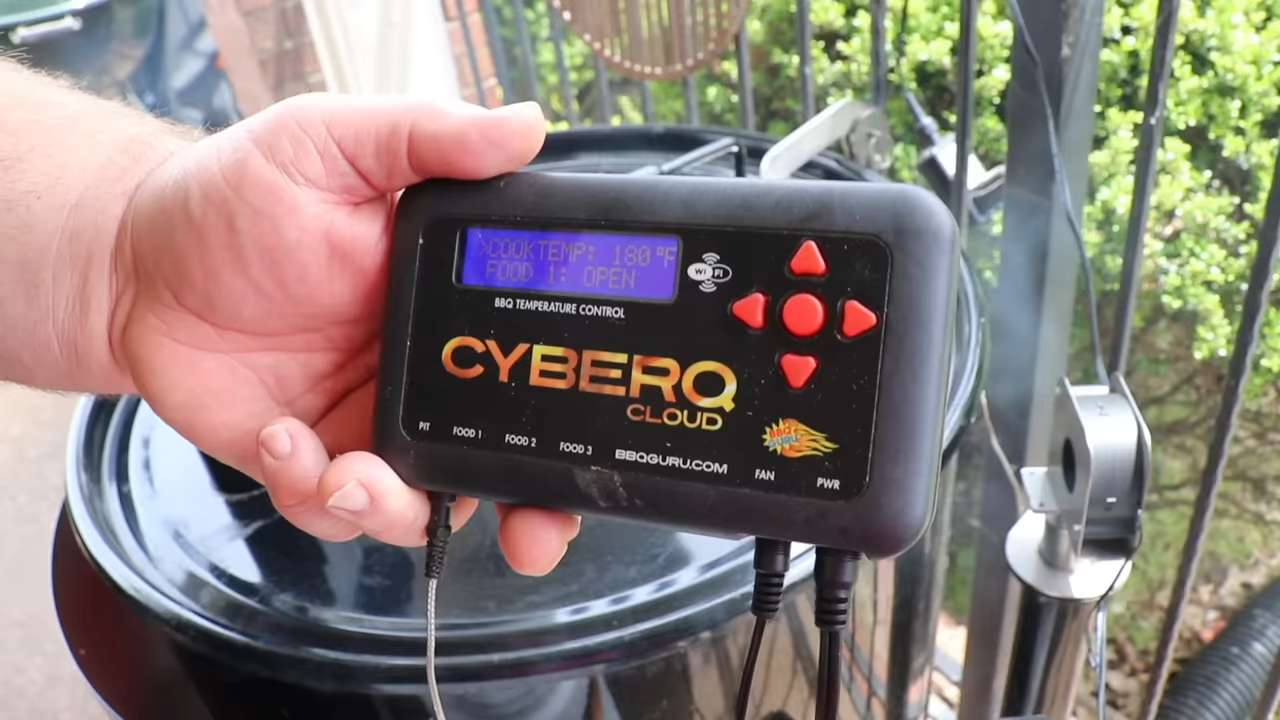 >COOKTEMP: 180°F
FOOD 1: OPEN
WiFi
BBQ TEMPERATURE CONTROL
CYBERQ
CLOUD
BBQ
GURU
PIT FOOD 1 FOOD 2 FOOD 3 BBQGURU.COM FAN PWR